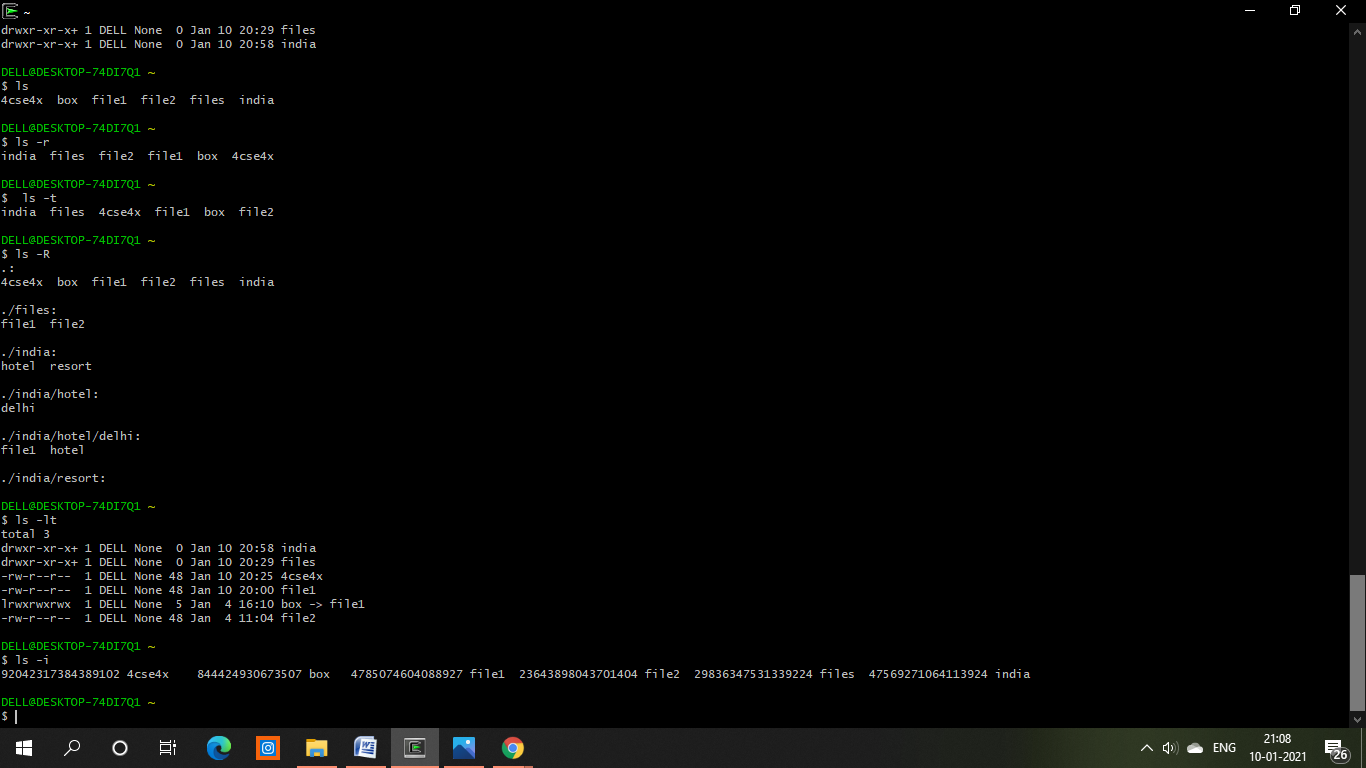 ~
drwxr-xr-x+ 1 DELL None  0 Jan 10 20:29 files
drwxr-xr-x+ 1 DELL None  0 Jan 10 20:58 india
DELL@DESKTOP-74DI7Q1 ~
$ ls
4cse4x  box  file1  file2  files  india
DELL@DESKTOP-74DI7Q1 ~
$ ls -r
india  files  file2  file1  box  4cse4x
DELL@DESKTOP-74DI7Q1 ~
$  ls -t
india  files  4cse4x  file1  box  file2
DELL@DESKTOP-74DI7Q1 ~
$ ls -R
.:
4cse4x  box  file1  file2  files  india
./files:
file1  file2
./india:
hotel  resort
./india/hotel:
delhi
./india/hotel/delhi:
file1  hotel
./india/resort:
DELL@DESKTOP-74DI7Q1 ~
$ ls -lt
total 3
drwxr-xr-x+ 1 DELL None  0 Jan 10 20:58 india
drwxr-xr-x+ 1 DELL None  0 Jan 10 20:29 files
-rw-r--r--  1 DELL None 48 Jan 10 20:25 4cse4x
-rw-r--r--  1 DELL None 48 Jan 10 20:00 file1
lrwxrwxrwx  1 DELL None  5 Jan  4 16:10 box -> file1
-rw-r--r--  1 DELL None 48 Jan  4 11:04 file2
DELL@DESKTOP-74DI7Q1 ~
$ ls -i
92042317384389102 4cse4x    844424930673507 box   4785074604088927 file1  23643898043701404 file2  29836347531339224 files  47569271064113924 india
DELL@DESKTOP-74DI7Q1 ~
$
ENG
21:08
10-01-2021
26